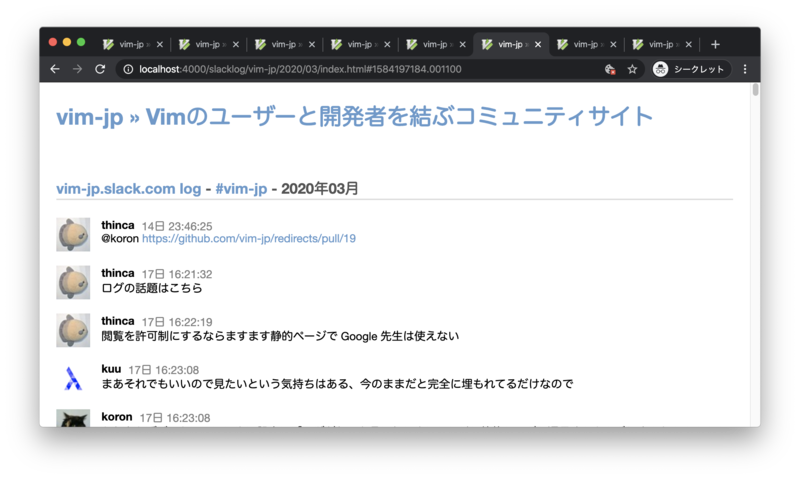 vim-jp » vim-jp » vim-jp » vim-jp » vim-jp » vim-jp » vim-jp » vim-jp »
localhost:4000/slacklog/vim-jp/2020/03/index.html#1584197184.001100 シークレット
vim-jp » Vimのユーザーと開発者を結ぶコミュニティサイト
vim-jp.slack.com log - #vim-jp - 2020年03月
thinca 14日 23:46:25
@koron https://github.com/vim-jp/redirects/pull/19
thinca 17日 16:21:32
ログの話題はこちら
thinca 17日 16:22:19
閲覧を許可制にするならますます静的ページで Google 先生は使えない
kuu 17日 16:23:08
まあそれでもいいので見たいという気持ちはある、今のままだと完全に埋もれてるだけなので
koron 17日 16:23:08